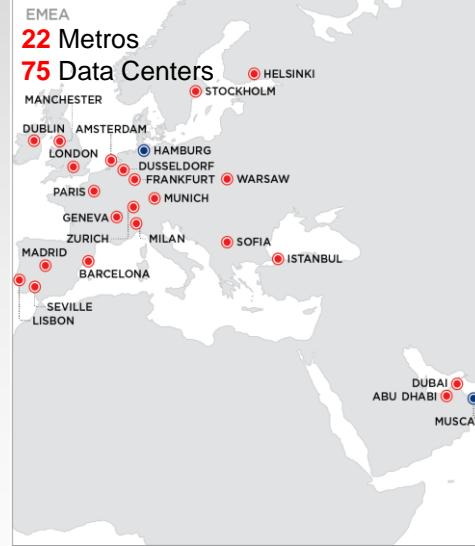 EMEA
22 Metros
75 Data Centers
HELSINKI
STOCKHOLM
MANCHESTER
DUBLIN
AMSTERDAM
HAMBURG
LONDON
DUSSELDORF
FRANKFURT
WARSAW
PARIS
MUNICH
GENEVA
ZURICH
MILAN
SOFIA
MADRID
ISTANBUL
BARCELONA
SEVILLE
LISBON
DUBAI
ABU DHABI
MUSCA